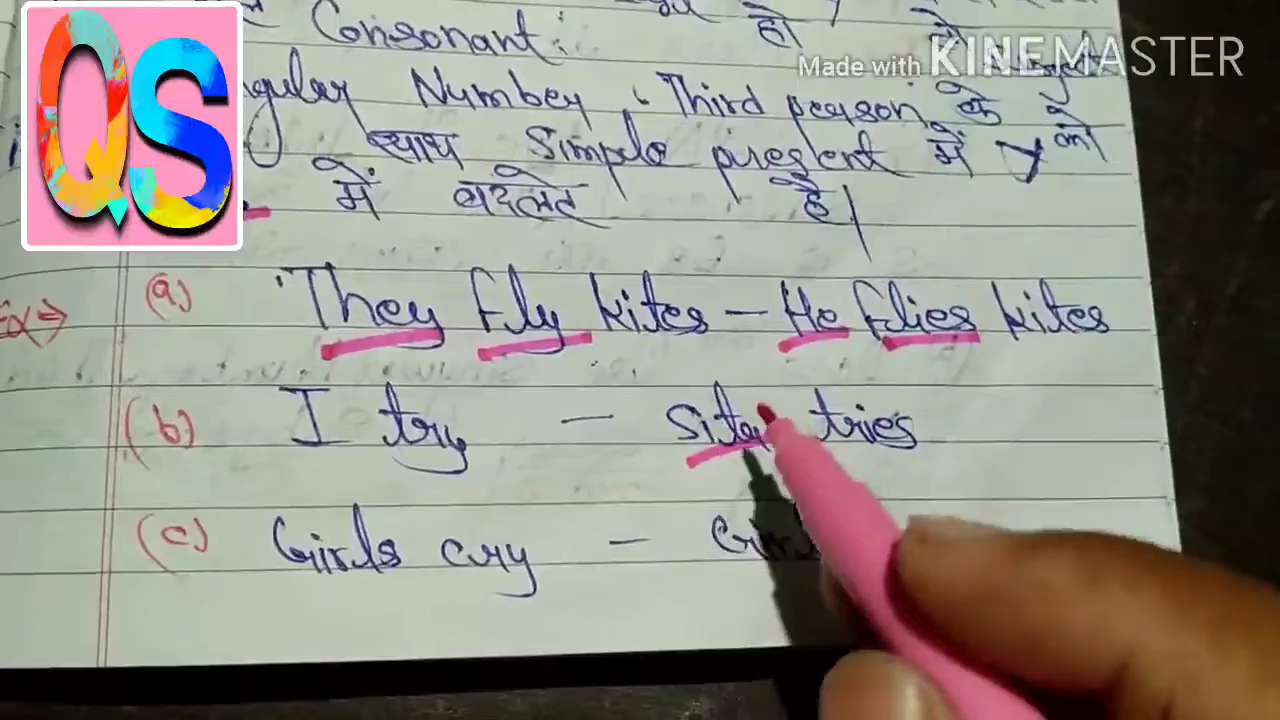 QS
Made with KINEMASTER
Consonant:
हो तो
Number Third person के
साथ Simple present में y को
में बदलते है।
Ex→ (a) They fly kites - He flies kites
(b) I try - Sita tries
(c) Girls cry -